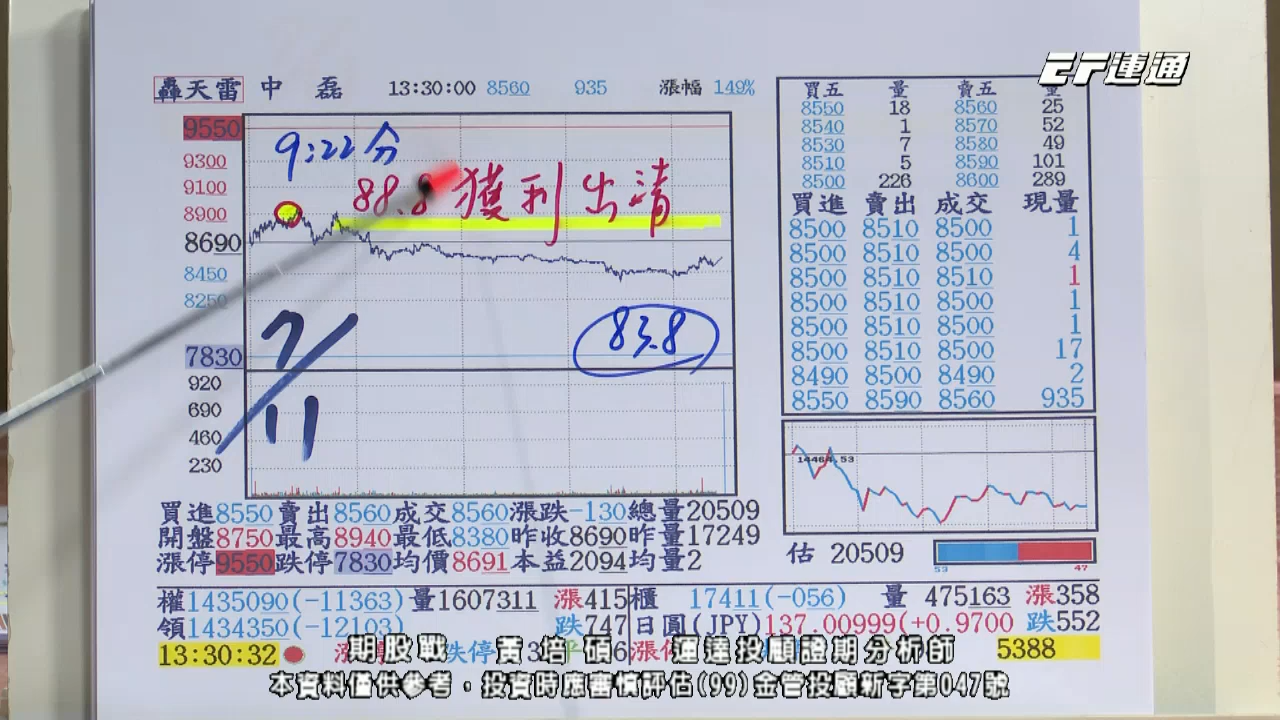 EF運通
轟天雷 中 磊 13:30:00 8560 935 漲幅 149%
9550
9300
9100
8900
8690
8450
8250
7830
920
690
460
230
9:22分
88.8 獲利出清
83.8
7/11
買五 量 賣五 量
8550 18 8560 25
8540 1 8570 52
8530 7 8580 49
8510 5 8590 101
8500 226 8600 289
買進 賣出 成交 現量
8500 8510 8500 1
8500 8510 8500 4
8500 8510 8510 1
8500 8510 8500 1
8500 8510 8500 1
8500 8510 8500 17
8490 8500 8490 2
8550 8590 8560 935
14464.53
估 20509
53 47
買進8550賣出8560成交8560漲跌-130總量20509
開盤8750最高8940最低8380昨收8690昨量17249
漲停9550跌停7830均價8691本益2094均量2
權1435090(-11363) 量1607311 漲415櫃 17411(-056) 量 475163 漲358
領1434350(-12103) 跌747日圓(JPY)137.00999(+0.9700 跌552
13:30:32 5388
期股戰 黃培碩 運達投顧證期分析師
本資料僅供參考,投資時應審慎評估(99)金管投顧新字第047號